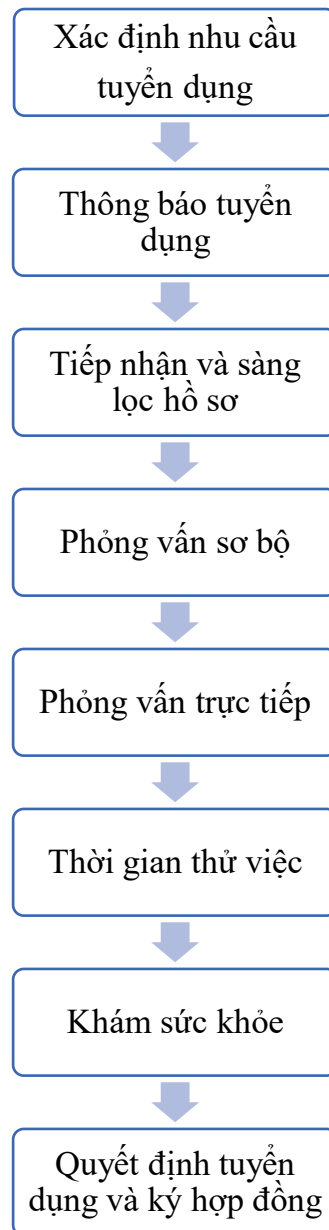 Xác định nhu cầu
tuyển dụng
Thông báo tuyển
dụng
Tiếp nhận và sàng
lọc hồ sơ
Phỏng vấn sơ bộ
Phỏng vấn trực tiếp
Thời gian thử việc
Khám sức khỏe
Quyết định tuyển
dụng và ký hợp đồng